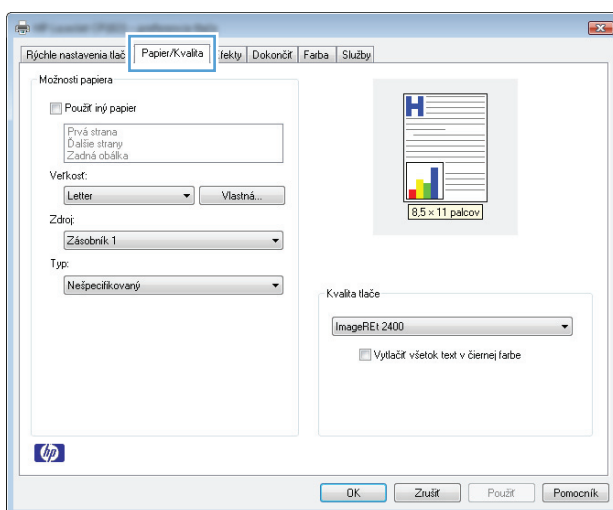 Rýchle nastavenia tlač
Papier/Kvalita
fekty
Dokončiť
Farba
Služby
Možnosti papiera
Použiť iný papier
Prvá strana
Ďalšie strany
Zadná obálka
Veľkosť:
Letter
Vlastná...
Zdroj:
Zásobník 1
Typ:
Nešpecifikovaný
H
8,5 × 11 palcov
Kvalita tlače
ImageREt 2400
Vytlačiť všetok text v čiernej farbe
hp
OK
Zrušiť
Použiť
Pomocník